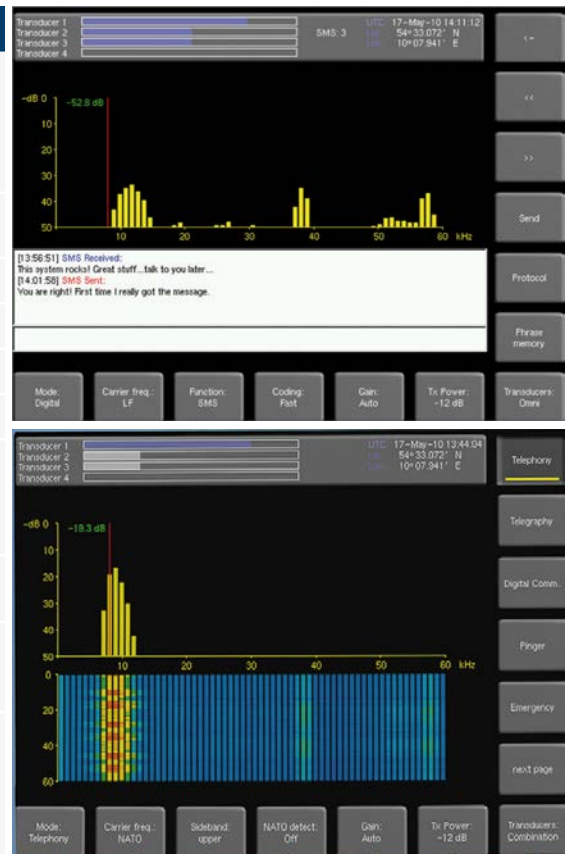 Transducer 1
Transducer 2
Transducer 3
Transducer 4
SMS: 3
UTC: 17-May-10 14:11:12
Lat: 54°33.072' N
Lon: 10°07.941' E
<-
<<
>>
Send
Protocol
Phrase memory
-dB 0
-52.8 dB
10
20
30
40
50
10 20 30 40 50 60 kHz
[13:56:51] SMS Received:
This system rocks! Great stuff...talk to you later...
[14:01:58] SMS Sent:
You are right! First time I really got the message.
Mode: Digital
Carrier freq.: LF
Function: SMS
Coding: Fast
Gain: Auto
Tx Power: -12 dB
Transducers: Omni
Transducer 1
Transducer 2
Transducer 3
Transducer 4
UTC: 17-May-10 13:44:04
Lat: 54°33.072' N
Lon: 10°07.941' E
Telephony
Telegraphy
Digital Comm.
Pinger
Emergency
next page
-dB 0
-19.3 dB
10
20
30
40
50
10 20 30 40 50 60 kHz
0
20
40
60
Mode: Telephony
Carrier freq.: NATO
Sideband: upper
NATO detect: Off
Gain: Auto
Tx Power: -12 dB
Transducers: Combination